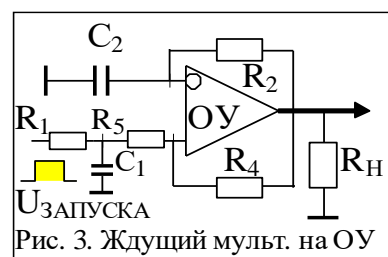 C2
R2
R1 R5 ОУ
C1
R4 RН
UЗАПУСКА
Рис. 3. Ждущий мульт. на ОУ